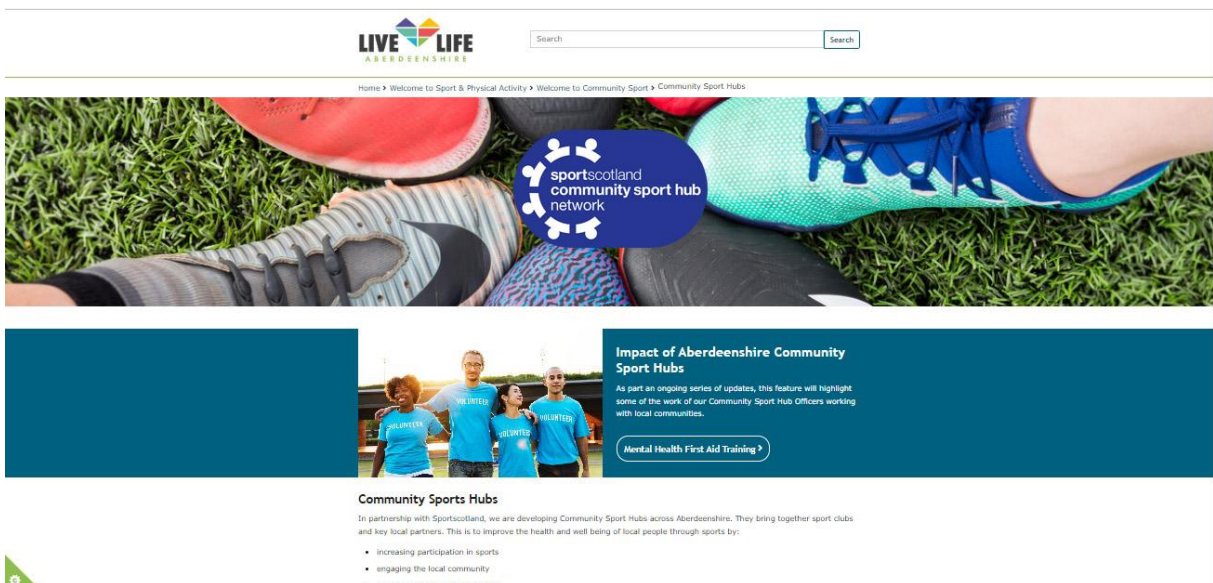 LIVE LIFE
ABERDEENSHIRE
Search
Search
Home > Welcome to Sport & Physical Activity > Welcome to Community Sport > Community Sport Hubs
sportscotland
community sport hub
network
VOLUNTEER
VOLUNTEER
VOLUNTEER
VOLUNTEER
Impact of Aberdeenshire Community
Sport Hubs
As part an ongoing series of updates, this feature will highlight
some of the work of our Community Sport Hub Officers working
with local communities.
Mental Health First Aid Training >
Community Sports Hubs
In partnership with Sportscotland, we are developing Community Sport Hubs across Aberdeenshire. They bring together sport clubs
and key local partners. This is to improve the health and well being of local people through sports by:
• increasing participation in sports
• engaging the local community